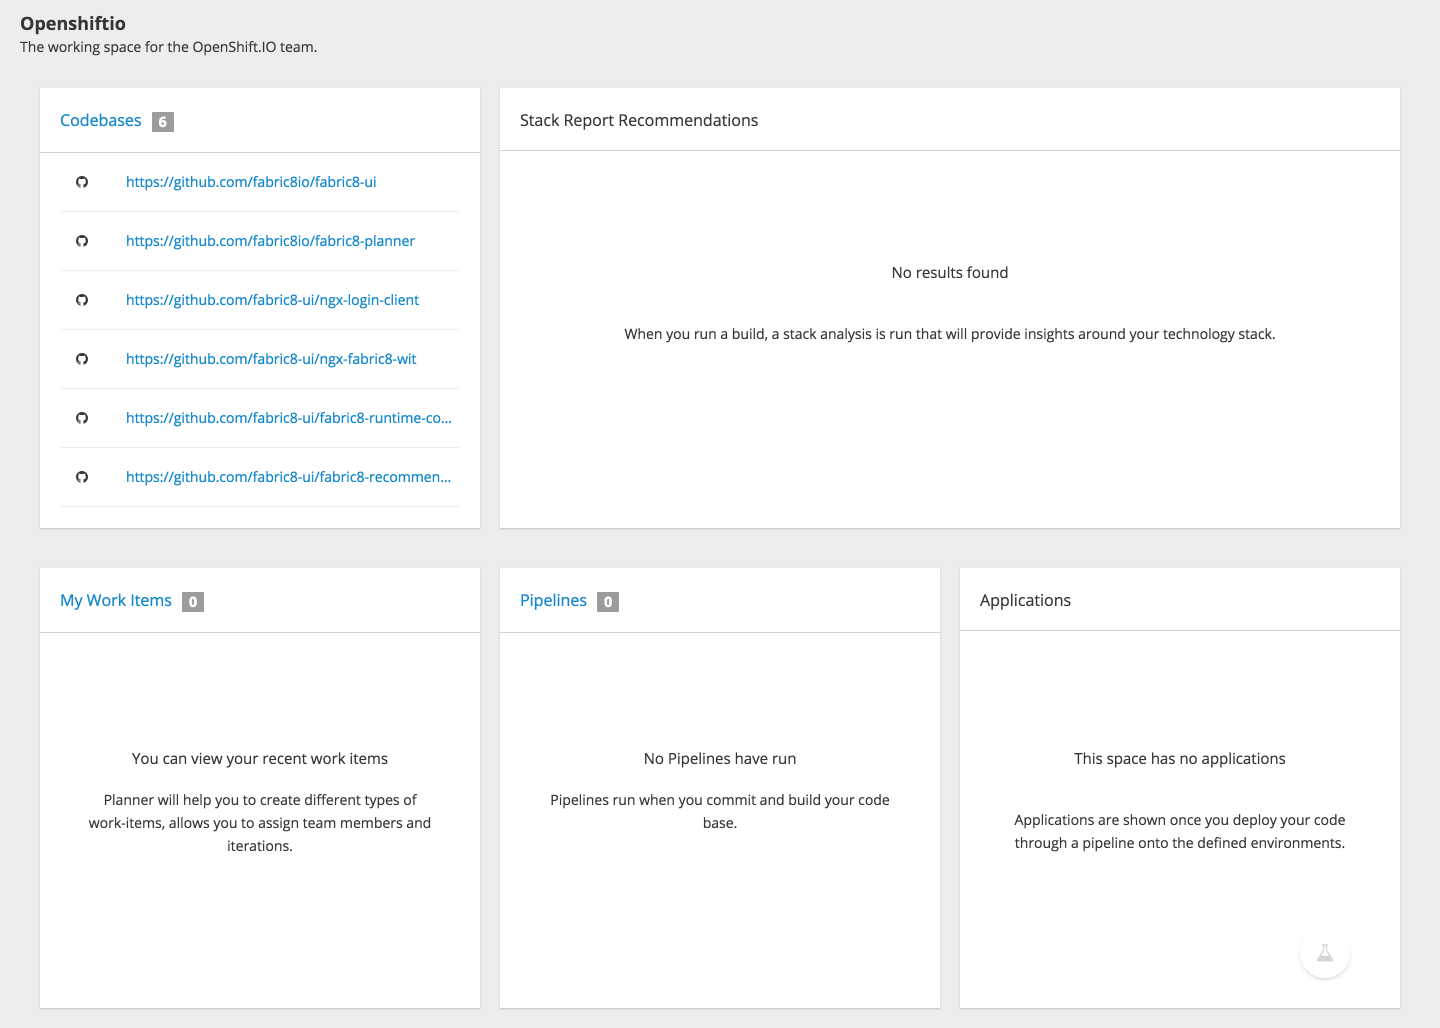 Openshiftio
The working space for the OpenShift.IO team.
Codebases 6
https://github.com/fabric8io/fabric8-ui
https://github.com/fabric8io/fabric8-planner
https://github.com/fabric8-ui/ngx-login-client
https://github.com/fabric8-ui/ngx-fabric8-wit
https://github.com/fabric8-ui/fabric8-runtime-co...
https://github.com/fabric8-ui/fabric8-recommen...
Stack Report Recommendations
No results found
When you run a build, a stack analysis is run that will provide insights around your technology stack.
My Work Items 0
You can view your recent work items
Planner will help you to create different types of
work-items, allows you to assign team members and
iterations.
Pipelines 0
No Pipelines have run
Pipelines run when you commit and build your code
base.
Applications
This space has no applications
Applications are shown once you deploy your code
through a pipeline onto the defined environments.